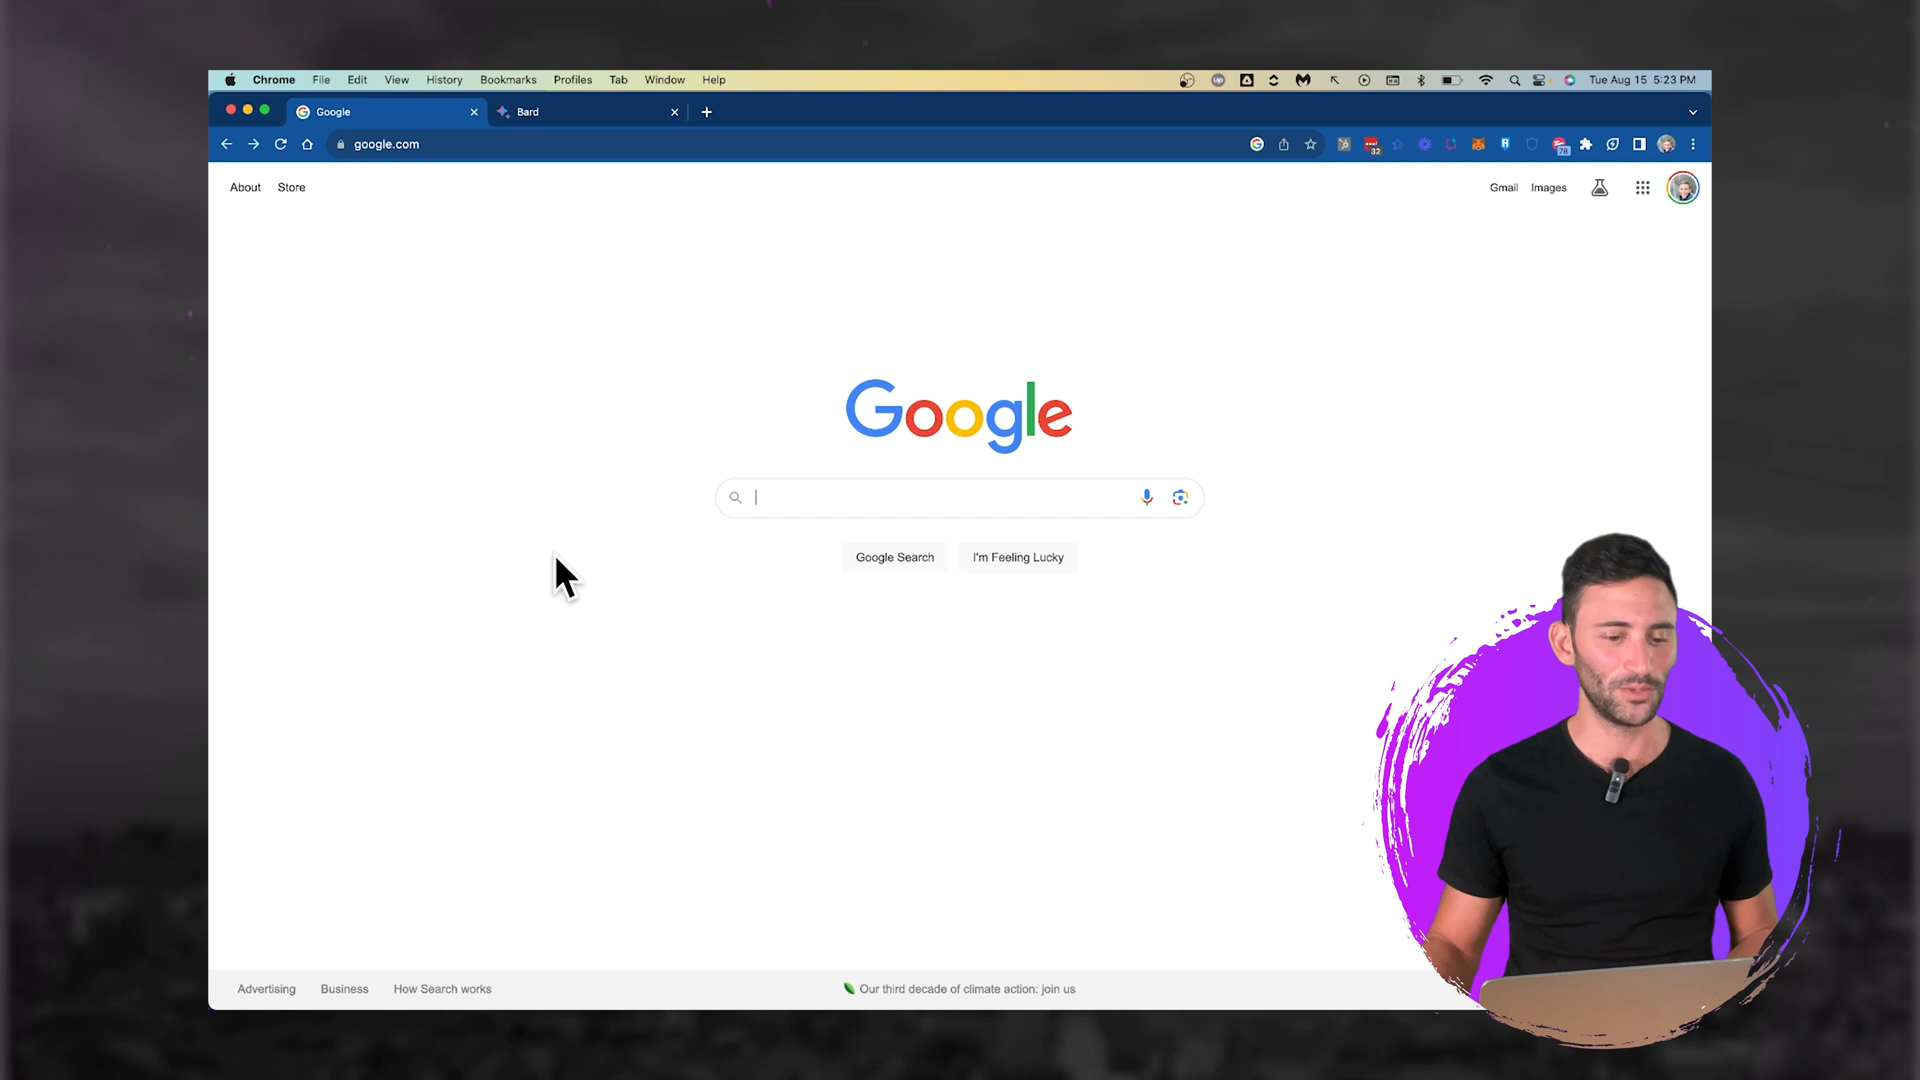 Chrome File Edit View History Bookmarks Profiles Tab Window Help Tue Aug 15 5:23 PM
Google Bard
google.com
32
78
About Store Gmail Images
Google
Google Search I'm Feeling Lucky
Advertising Business How Search works Our third decade of climate action: join us